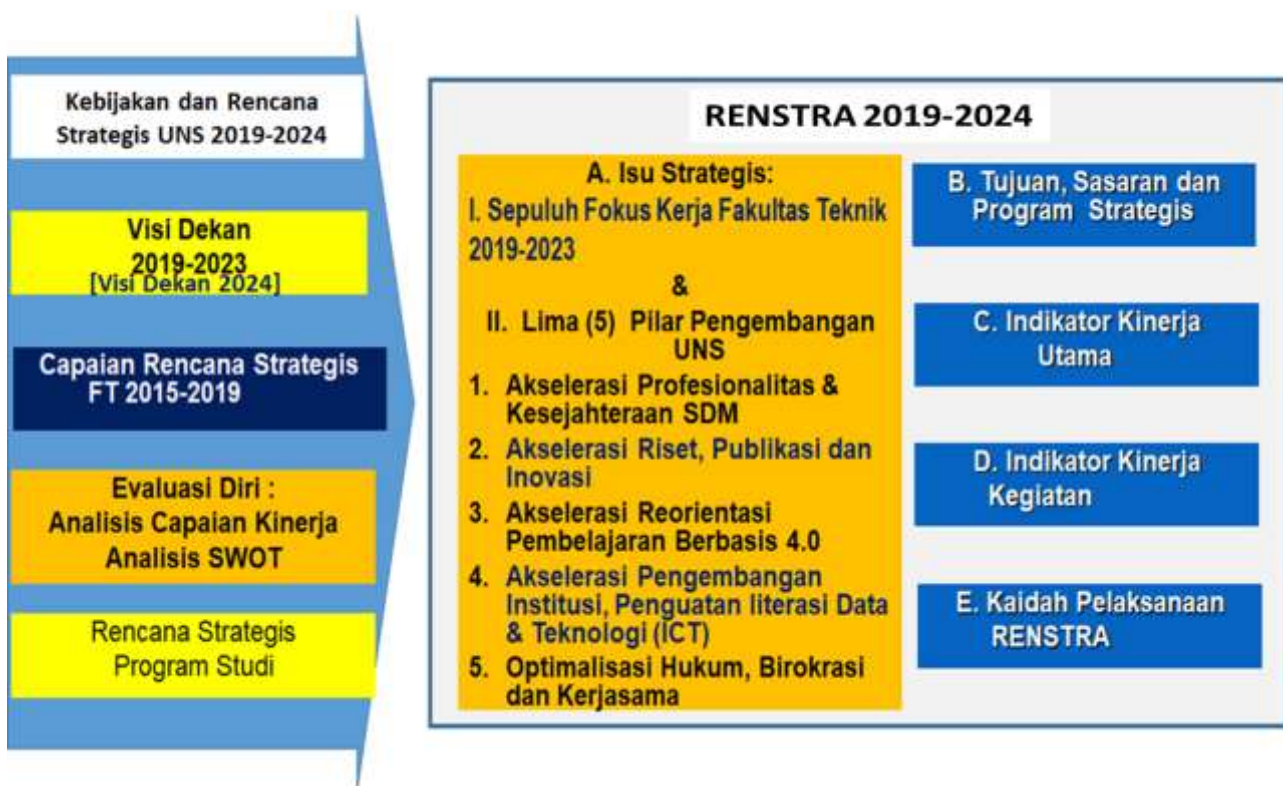 Kebijakan dan Rencana
Strategis UNS 2019-2024
Visi Dekan
2019-2023
[Visi Dekan 2024]
Capaian Rencana Strategis
FT 2015-2019
Evaluasi Diri :
Analisis Capaian Kinerja
Analisis SWOT
Rencana Strategis
Program Studi
RENSTRA 2019-2024
A. Isu Strategis:
I. Sepuluh Fokus Kerja Fakultas Teknik
2019-2023
&
II. Lima (5) Pilar Pengembangan
UNS
1. Akselerasi Profesionalitas &
Kesejahteraan SDM
2. Akselerasi Riset, Publikasi dan
Inovasi
3. Akselerasi Reorientasi
Pembelajaran Berbasis 4.0
4. Akselerasi Pengembangan
Institusi, Penguatan literasi Data
& Teknologi (ICT)
5. Optimalisasi Hukum, Birokrasi
dan Kerjasama
B. Tujuan, Sasaran dan
Program Strategis
C. Indikator Kinerja
Utama
D. Indikator Kinerja
Kegiatan
E. Kaidah Pelaksanaan
RENSTRA